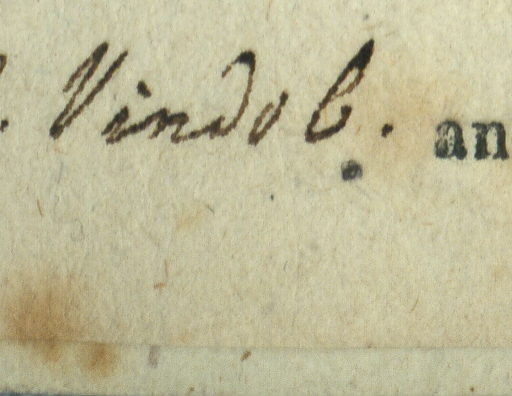 . Vindob. an